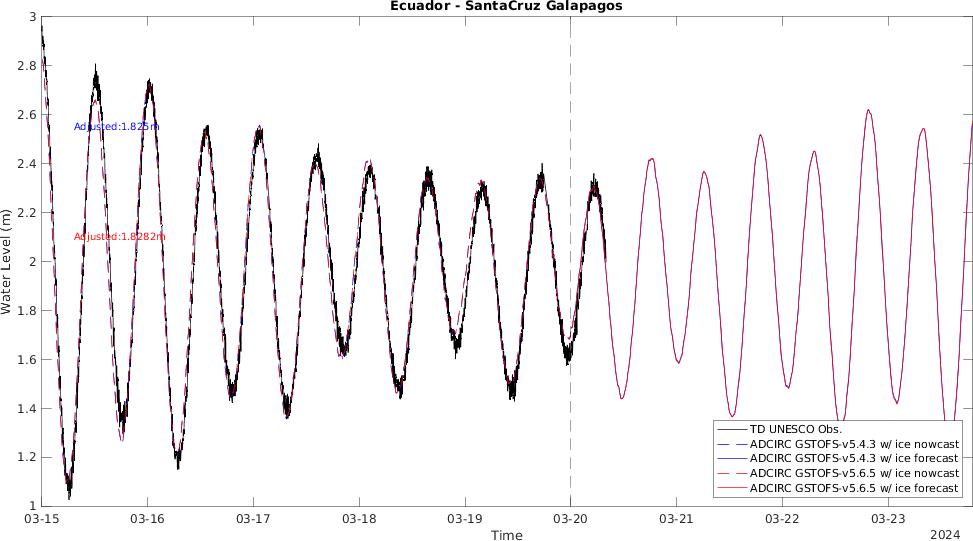 Ecuador - SantaCruz Galapagos
3
2.8
2.6
2.4
2.2
2
1.8
1.6
1.4
1.2
1
Water Level (m)
Adjusted:1.825m
Adjusted:1.8282m
TD UNESCO Obs.
ADCIRC GSTOFS-v5.4.3 w/ ice nowcast
ADCIRC GSTOFS-v5.4.3 w/ ice forecast
ADCIRC GSTOFS-v5.6.5 w/ ice nowcast
ADCIRC GSTOFS-v5.6.5 w/ ice forecast
03-15 03-16 03-17 03-18 03-19 03-20 03-21 03-22 03-23
Time
2024